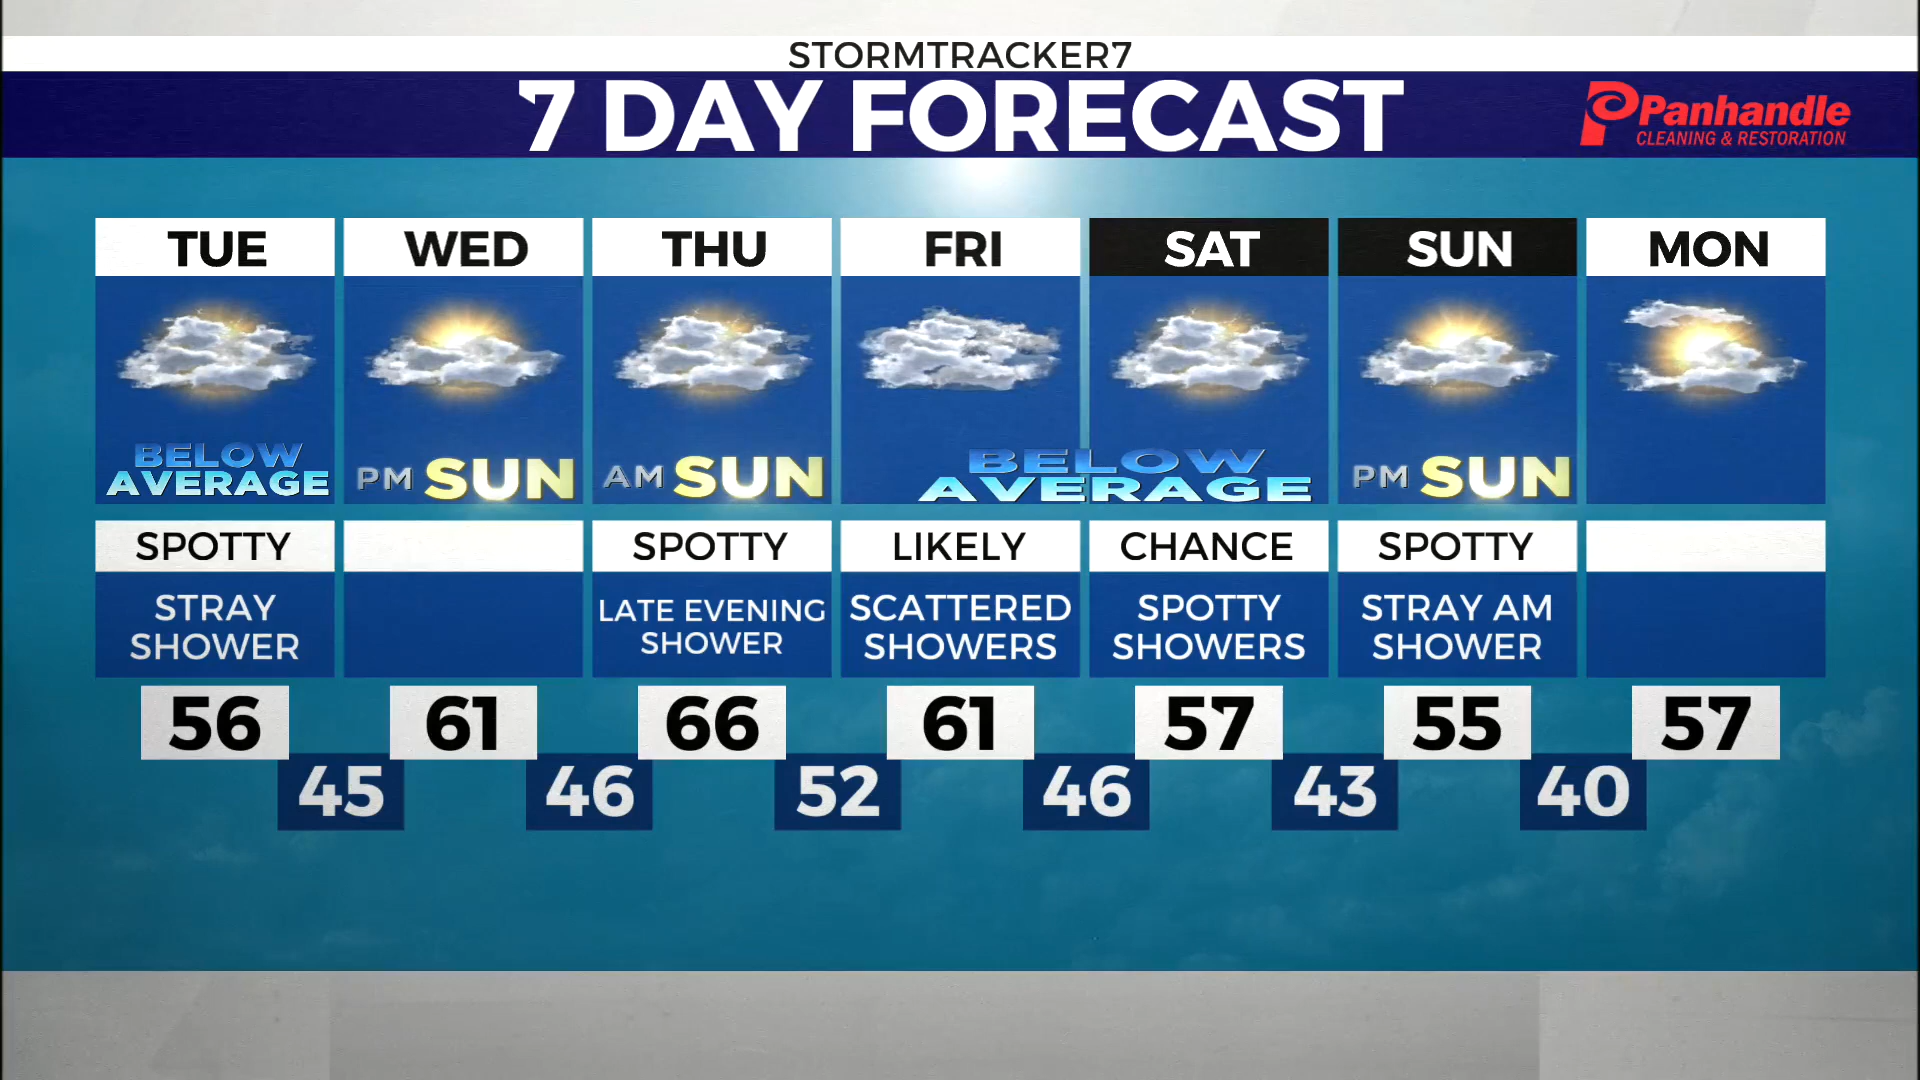 STORMTRACKER7
7 DAY FORECAST
Panhandle
CLEANING & RESTORATION
TUE WED THU FRI SAT SUN MON
BELOW
AVERAGE
PM SUN
AM SUN
BELOW
AVERAGE
PM SUN
SPOTTY SPOTTY LIKELY CHANCE SPOTTY
STRAY
SHOWER
LATE EVENING
SHOWER
SCATTERED
SHOWERS
SPOTTY
SHOWERS
STRAY AM
SHOWER
56 61 66 61 57 55 57
45 46 52 46 43 40